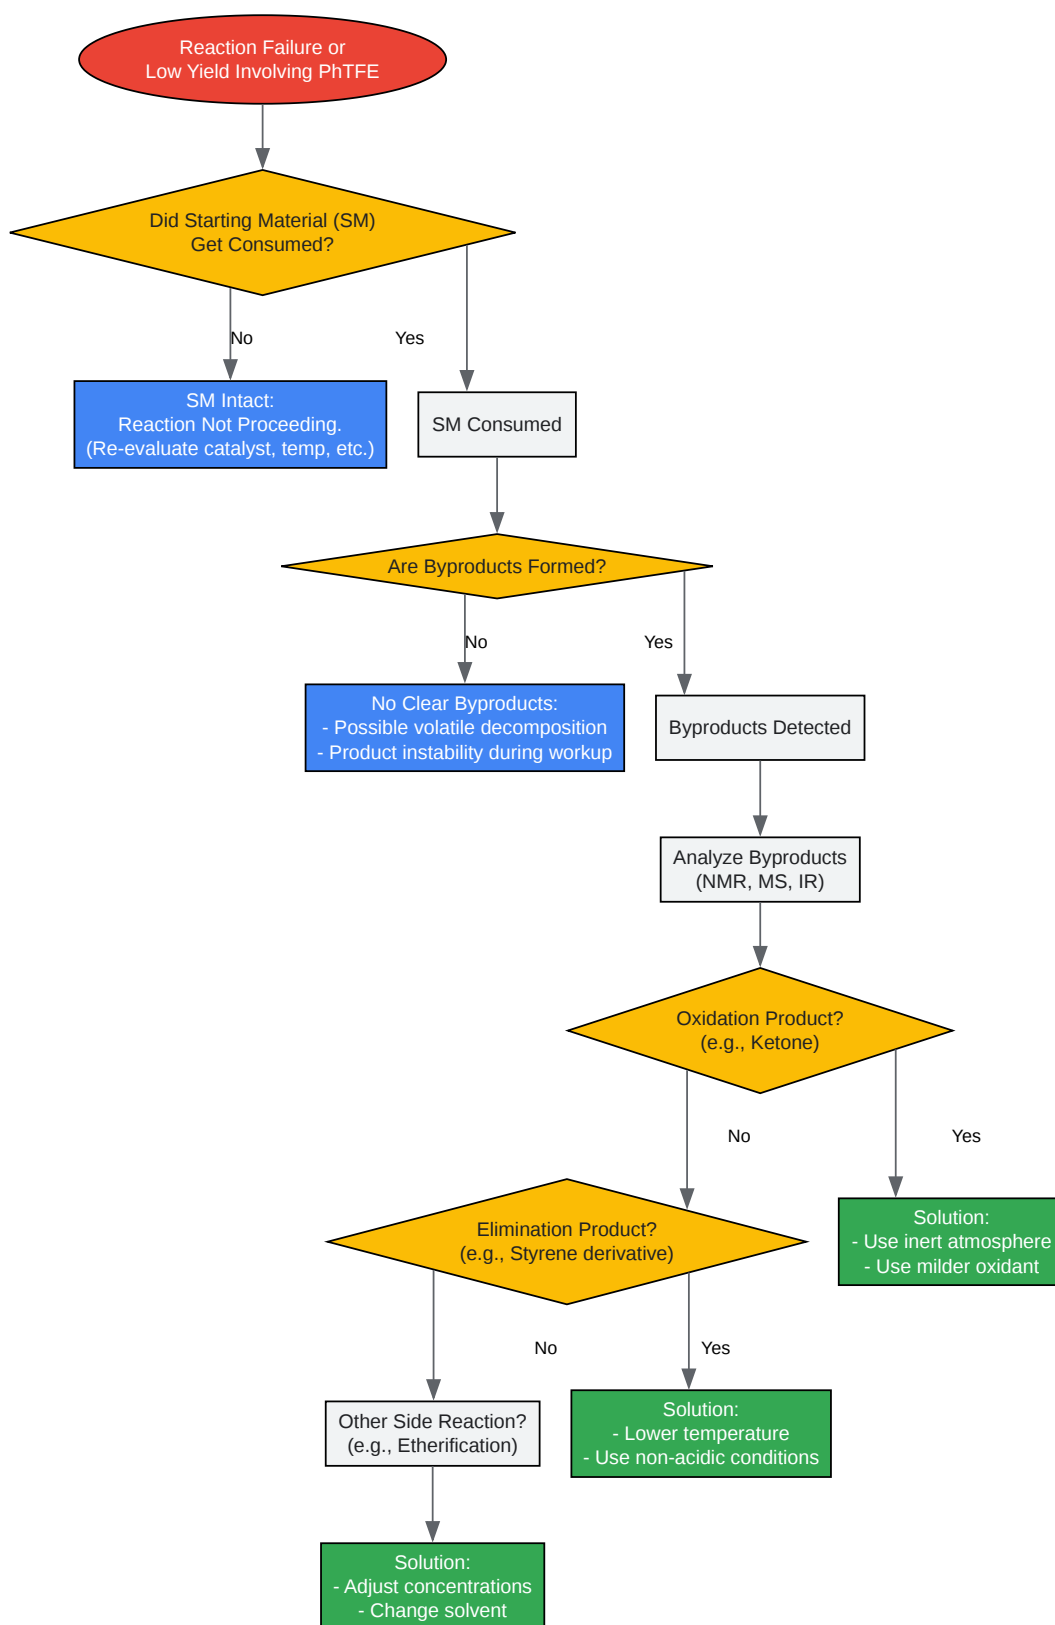 Reaction Failure or
Low Yield Involving PhTFE
Did Starting Material (SM)
Get Consumed?
No
Yes
SM Intact:
Reaction Not Proceeding.
(Re-evaluate catalyst, temp, etc.)
SM Consumed
Are Byproducts Formed?
No
Yes
No Clear Byproducts:
- Possible volatile decomposition
- Product instability during workup
Byproducts Detected
Analyze Byproducts
(NMR, MS, IR)
Oxidation Product?
(e.g., Ketone)
No
Yes
Solution:
- Use inert atmosphere
- Use milder oxidant
Elimination Product?
(e.g., Styrene derivative)
No
Yes
Other Side Reaction?
(e.g., Etherification)
Solution:
- Lower temperature
- Use non-acidic conditions
Solution:
- Adjust concentrations
- Change solvent